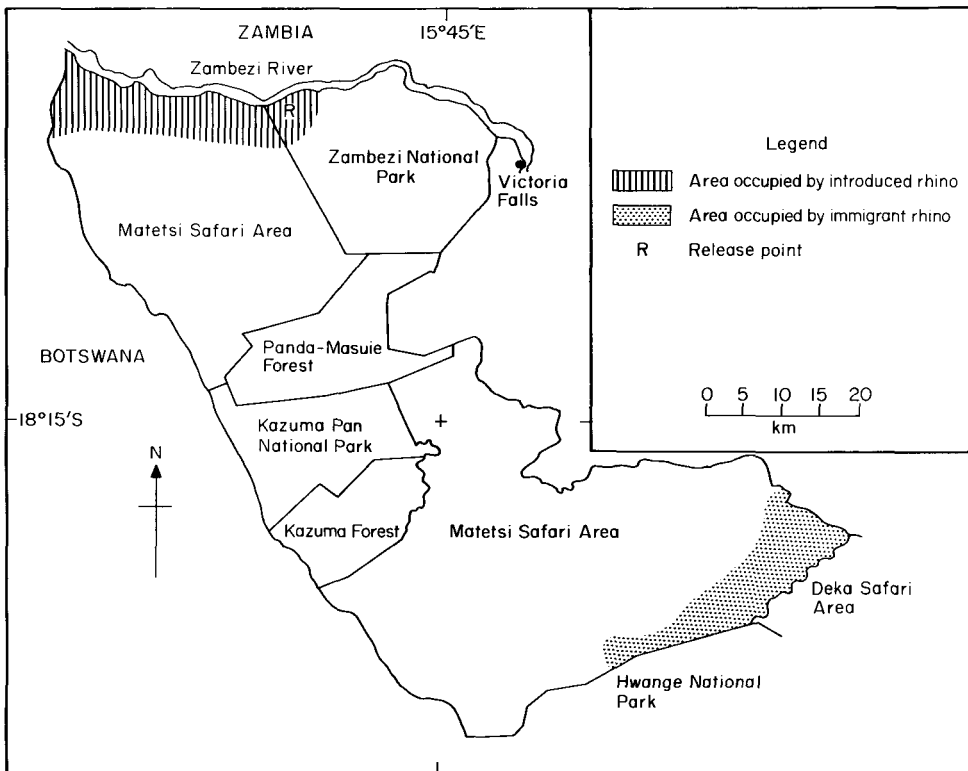 ZAMBIA
15°45'E
Zambezi River
R
Zambezi National
Park
Victoria
Falls
Legend
Area occupied by introduced rhino
Area occupied by immigrant rhino
R Release point
Matetsi Safari Area
BOTSWANA
Panda-Masuie
Forest
0 5 10 15 20
km
18°15'S
Kazuma Pan
National Park
N
Kazuma Forest
Matetsi Safari Area
Deka Safari
Area
Hwange National
Park